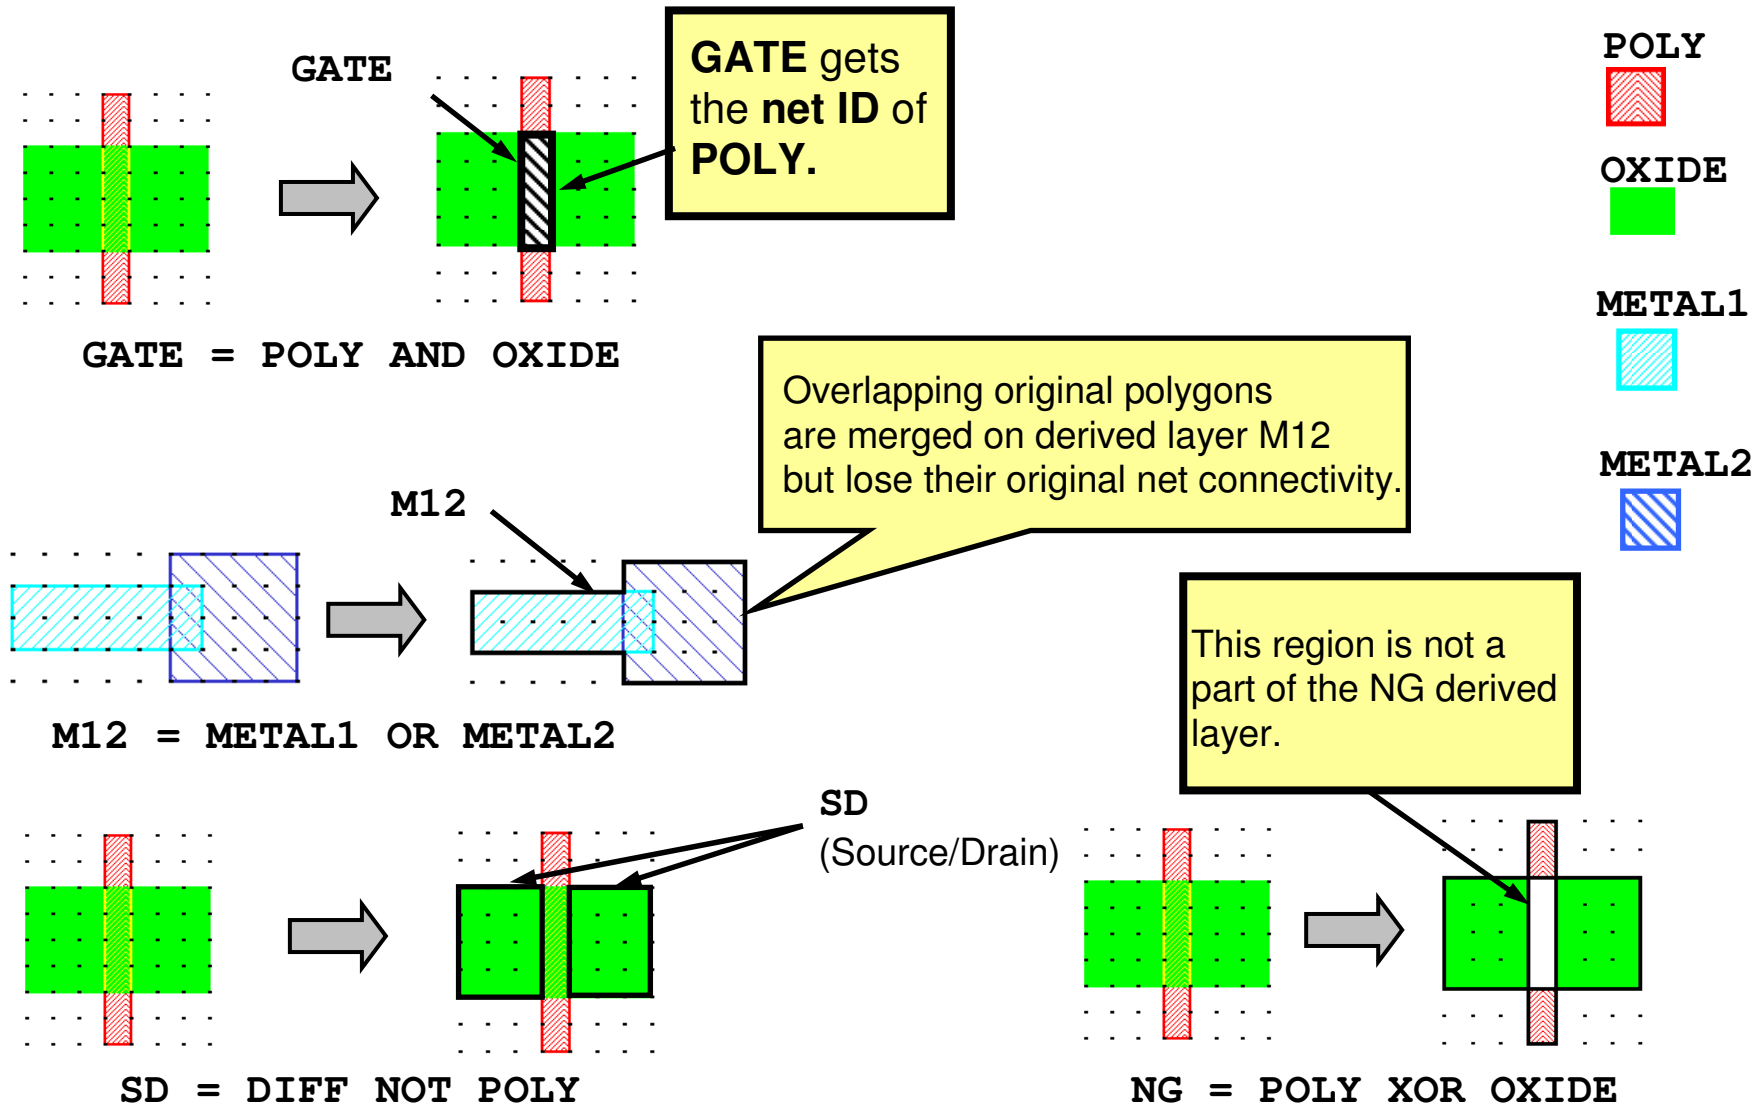 GATE
GATE gets
the net ID of
POLY.
GATE = POLY AND OXIDE
POLY
OXIDE
METAL1
METAL2
Overlapping original polygons
are merged on derived layer M12
but lose their original net connectivity.
M12
M12 = METAL1 OR METAL2
This region is not a
part of the NG derived
layer.
SD
(Source/Drain)
SD = DIFF NOT POLY
NG = POLY XOR OXIDE